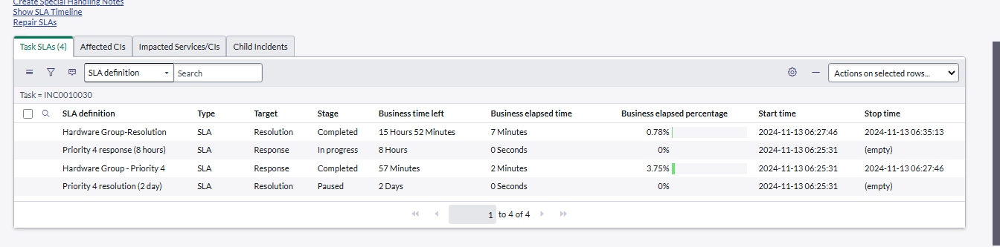 Create Special Handling Notes
Show SLA Timeline
Repair SLAs
Task SLAs (4) Affected CIs Impacted Services/CIs Child Incidents
SLA definition Search Actions on selected rows...
Task = INC0010030
SLA definition Type Target Stage Business time left Business elapsed time Business elapsed percentage Start time Stop time
Hardware Group-Resolution SLA Resolution Completed 15 Hours 52 Minutes 7 Minutes 0.78% 2024-11-13 06:27:46 2024-11-13 06:35:13
Priority 4 response (8 hours) SLA Response In progress 8 Hours 0 Seconds 0% 2024-11-13 06:25:31 (empty)
Hardware Group - Priority 4 SLA Response Completed 57 Minutes 2 Minutes 3.75% 2024-11-13 06:25:31 2024-11-13 06:27:46
Priority 4 resolution (2 day) SLA Resolution Paused 2 Days 0 Seconds 0% 2024-11-13 06:25:31 (empty)
1 to 4 of 4